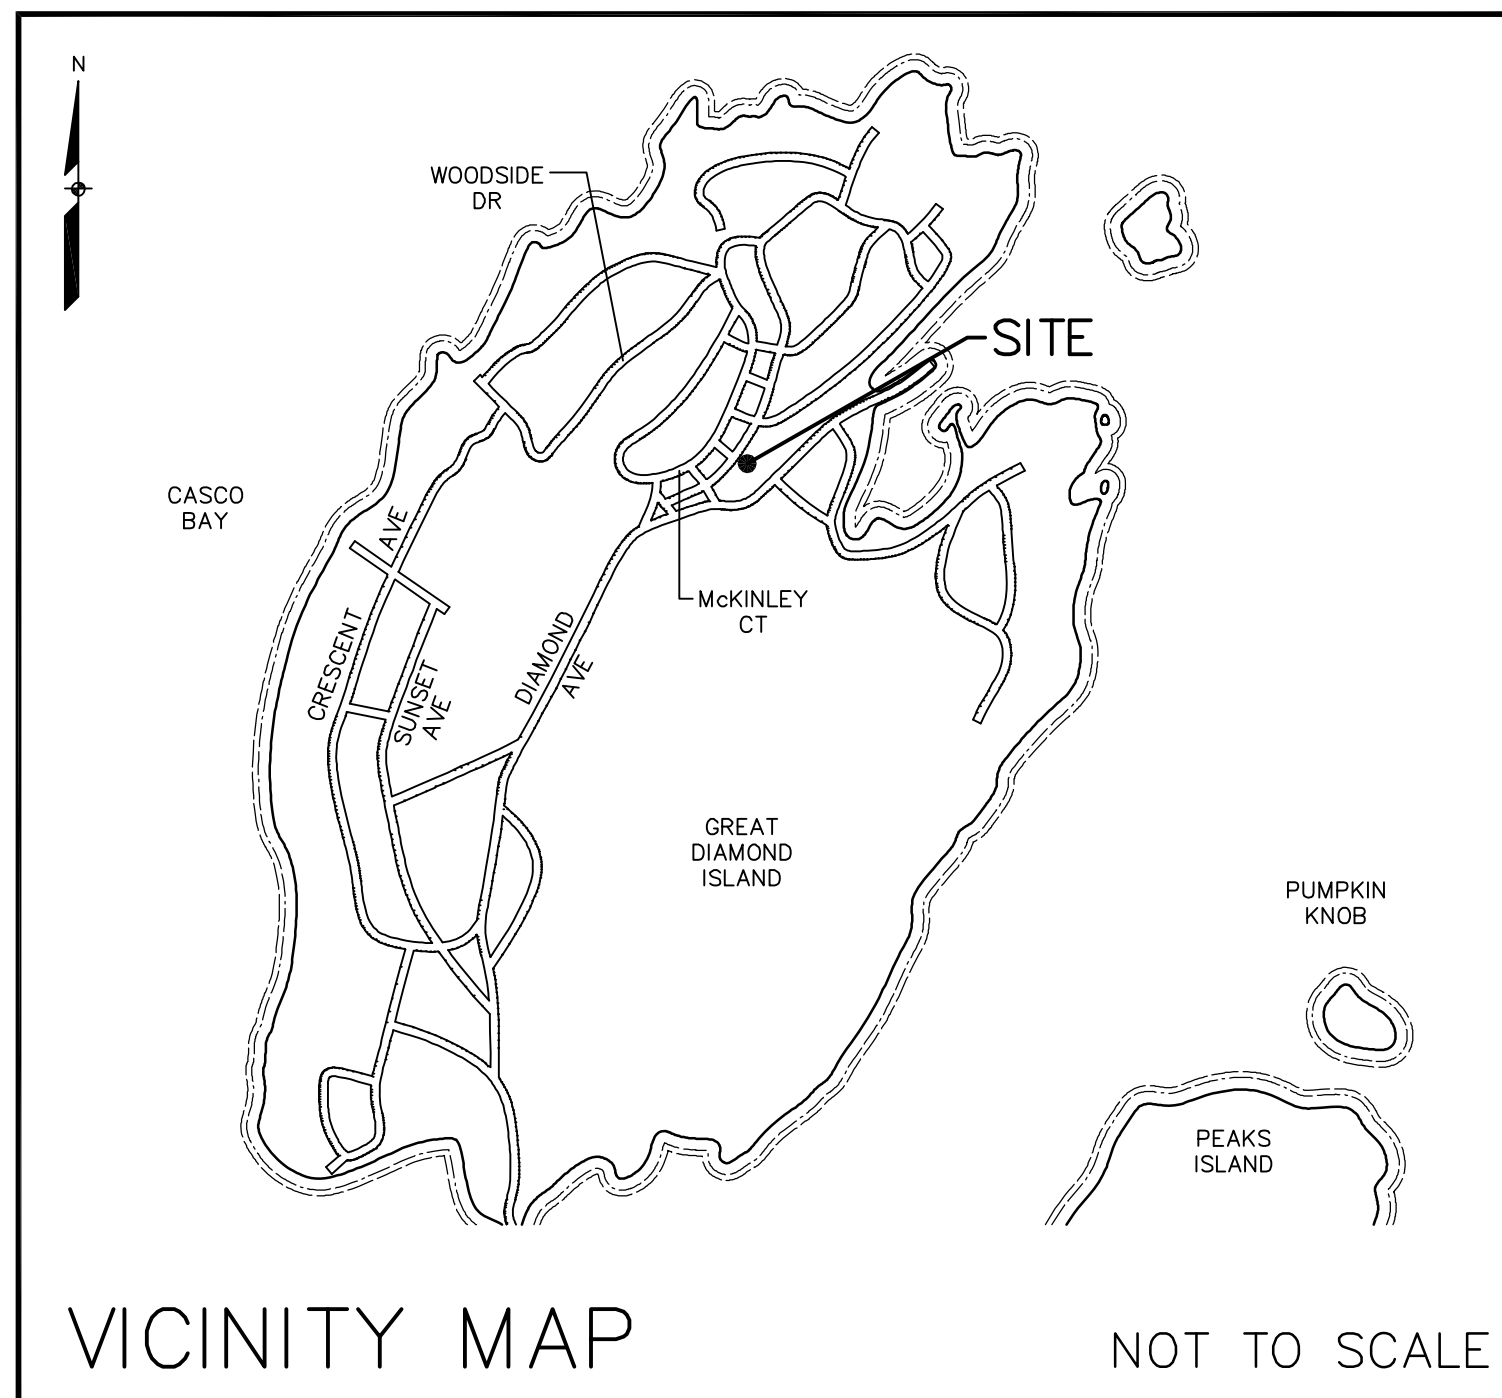 N
WOODSIDE
DR
SITE
CASCO
BAY
AVE
CRESCENT
SUNSET
AVE
DIAMOND
AVE
McKINLEY
CT
GREAT
DIAMOND
ISLAND
PUMPKIN
KNOB
PEAKS
ISLAND
VICINITY MAP
NOT TO SCALE